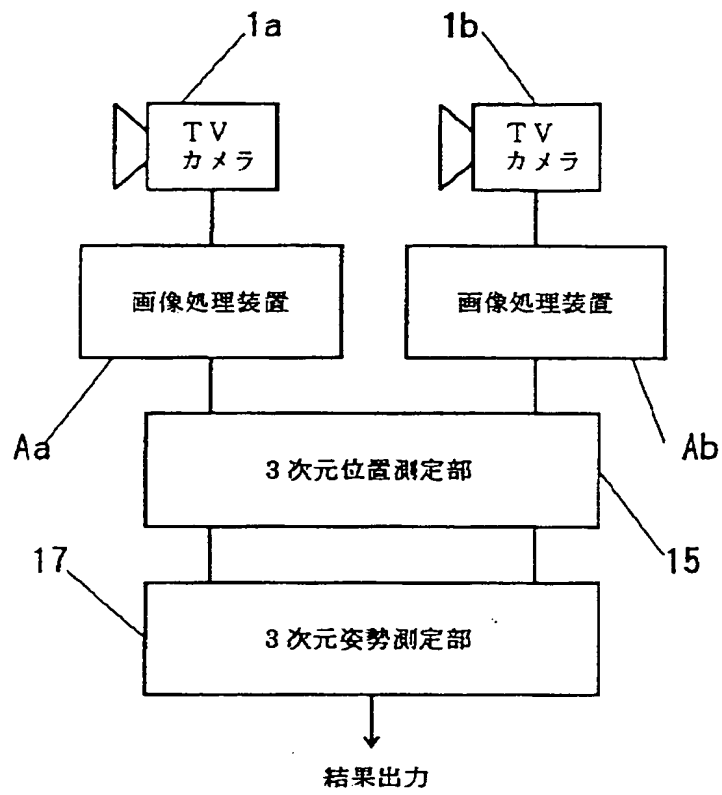 1a
1b
TV
カメラ
TV
カメラ
画像処理装置
画像処理装置
Aa
Ab
3次元位置測定部
15
17
3次元姿勢測定部
結果出力